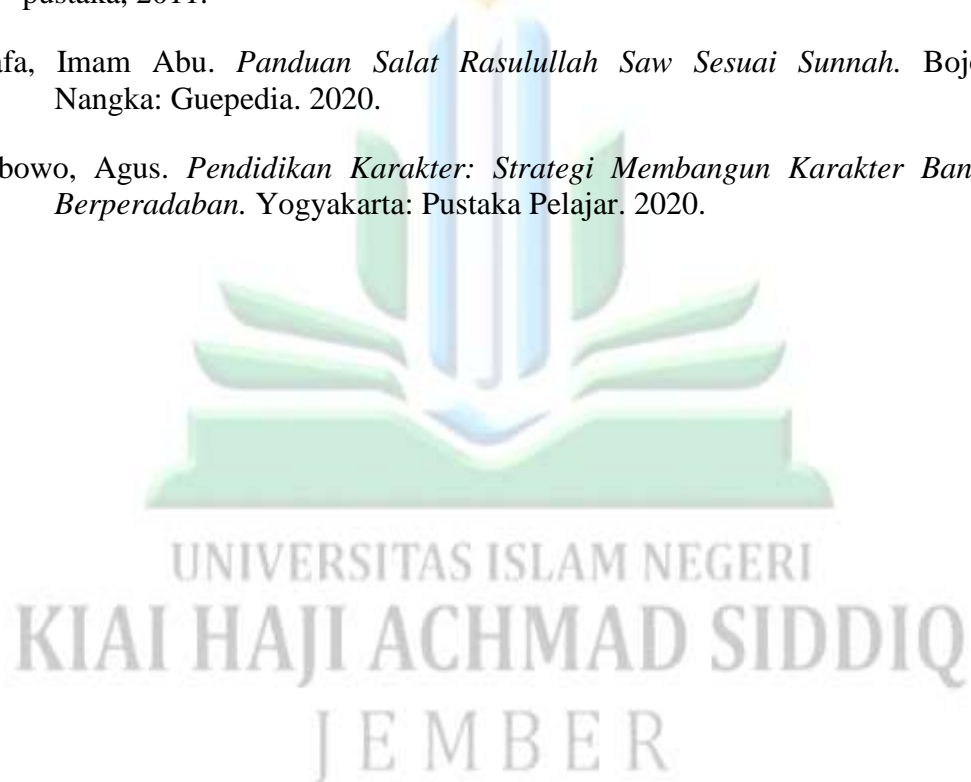 pustaka, 2011.
afa, Imam Abu. Panduan Salat Rasulullah Saw Sesuai Sunnah. Bojo
Nangka: Guepedia. 2020.
bowo, Agus. Pendidikan Karakter: Strategi Membangun Karakter Ban
Berperadaban. Yogyakarta: Pustaka Pelajar. 2020.
UNIVERSITAS ISLAM NEGERI
KIAI HAJI ACHMAD SIDDIQ
JEMBER